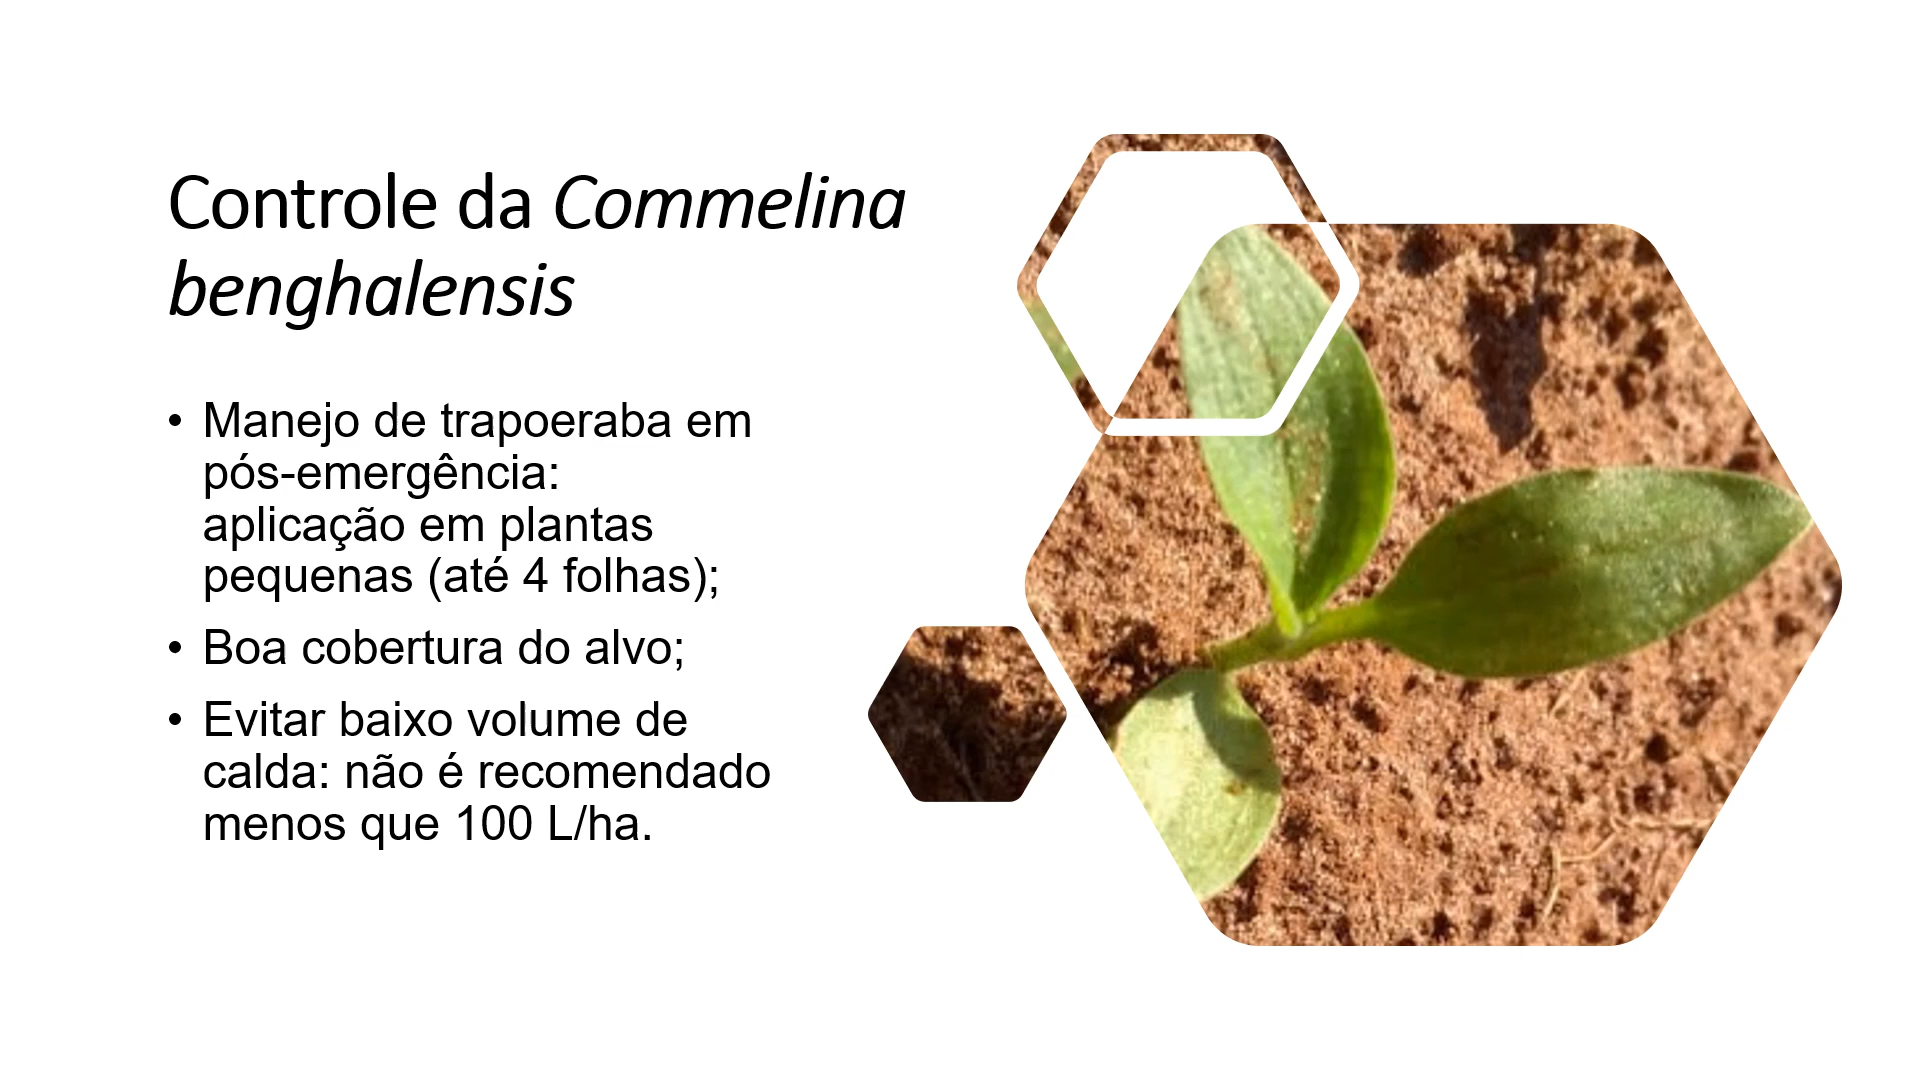 Controle da Commelina
benghalensis
• Manejo de trapoeraba em
pós-emergência:
aplicação em plantas
pequenas (até 4 folhas);
• Boa cobertura do alvo;
• Evitar baixo volume de
calda: não é recomendado
menos que 100 L/ha.